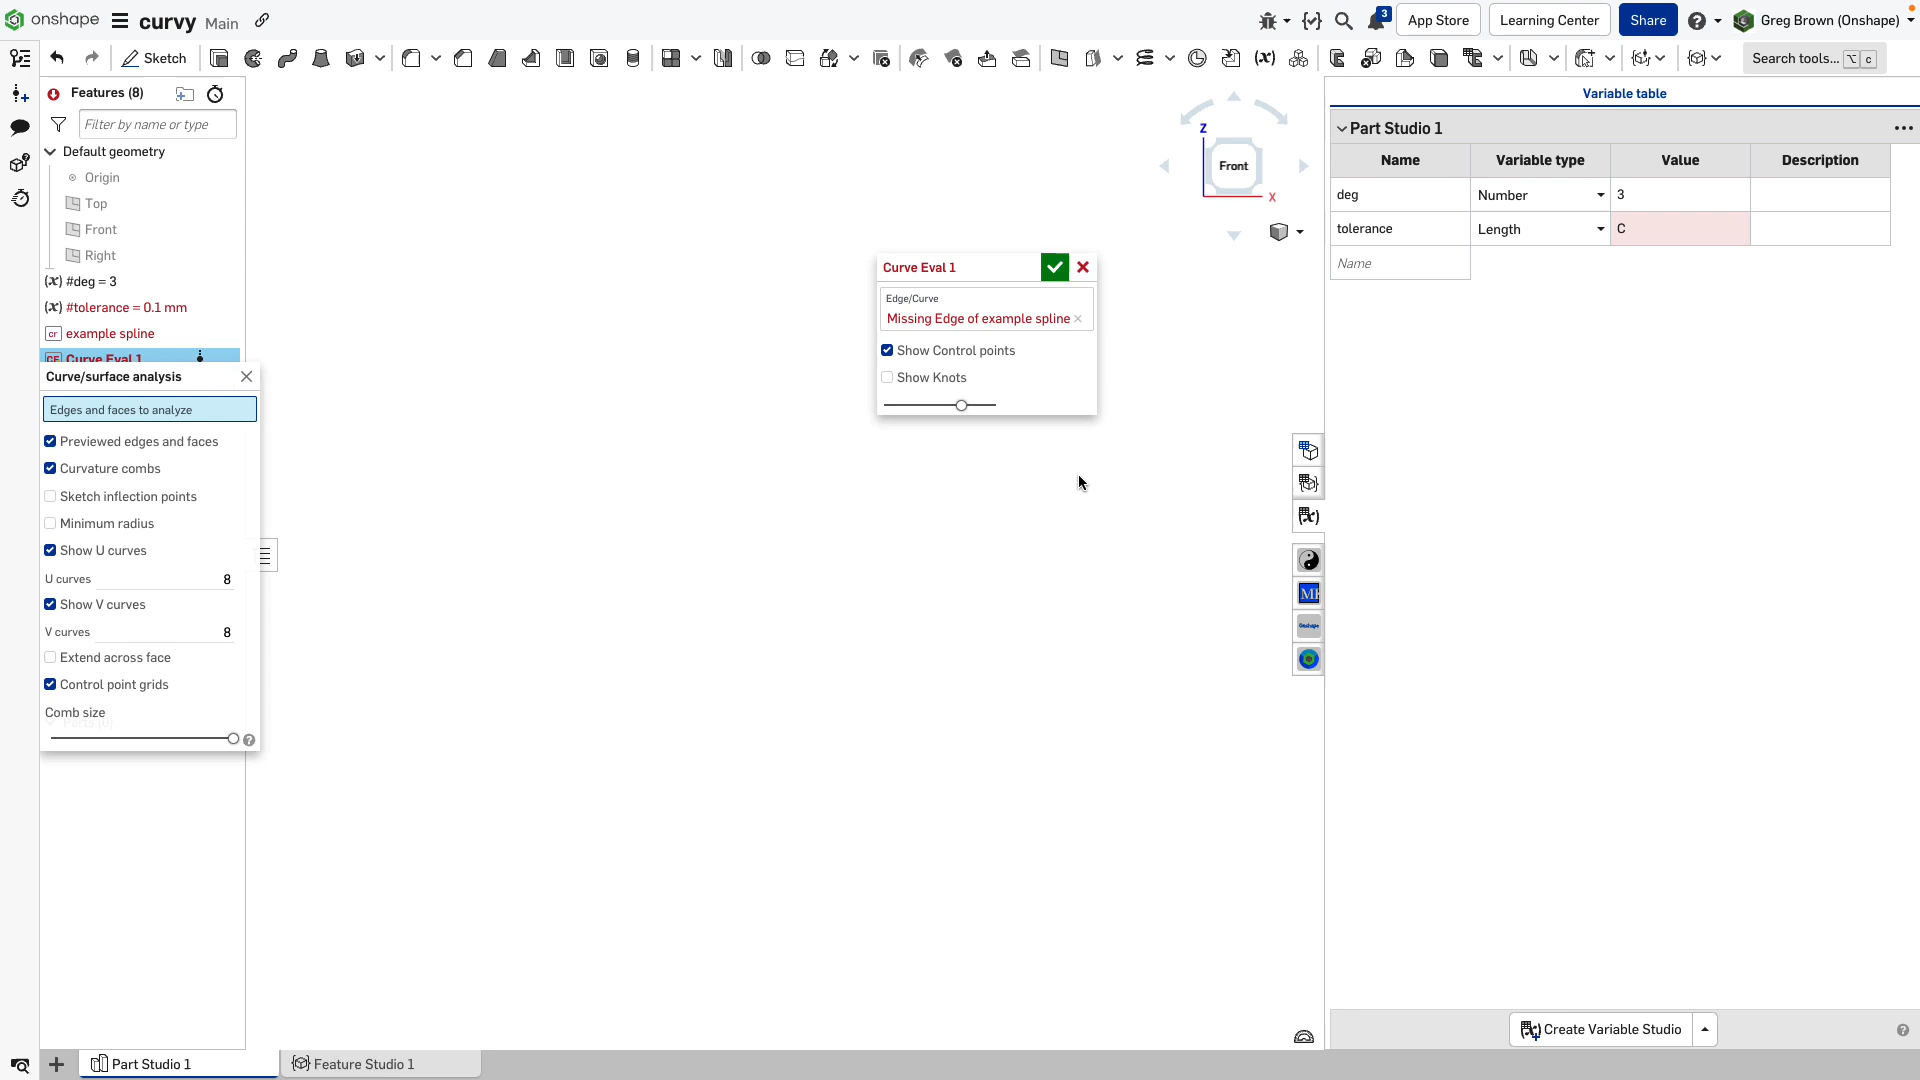 onshape curvy Main 3 App Store Learning Center Share Greg Brown (Onshape)
Sketch Search tools... ⌥ c
Features (8)
Filter by name or type
Default geometry
Origin
Top
Front
Right
(x) #deg = 3
(x) #tolerance = 0.1 mm
cr example spline
CE Curve Eval 1
Curve/surface analysis
Edges and faces to analyze
Previewed edges and faces
Curvature combs
Sketch inflection points
Minimum radius
Show U curves
U curves 8
Show V curves
V curves 8
Extend across face
Control point grids
Comb size
Z
Front
X
Curve Eval 1
Edge/Curve
Missing Edge of example spline
Show Control points
Show Knots
Variable table
Part Studio 1
Name Variable type Value Description
deg Number 3
tolerance Length C
Name
Onshape
Create Variable Studio
Part Studio 1 Feature Studio 1